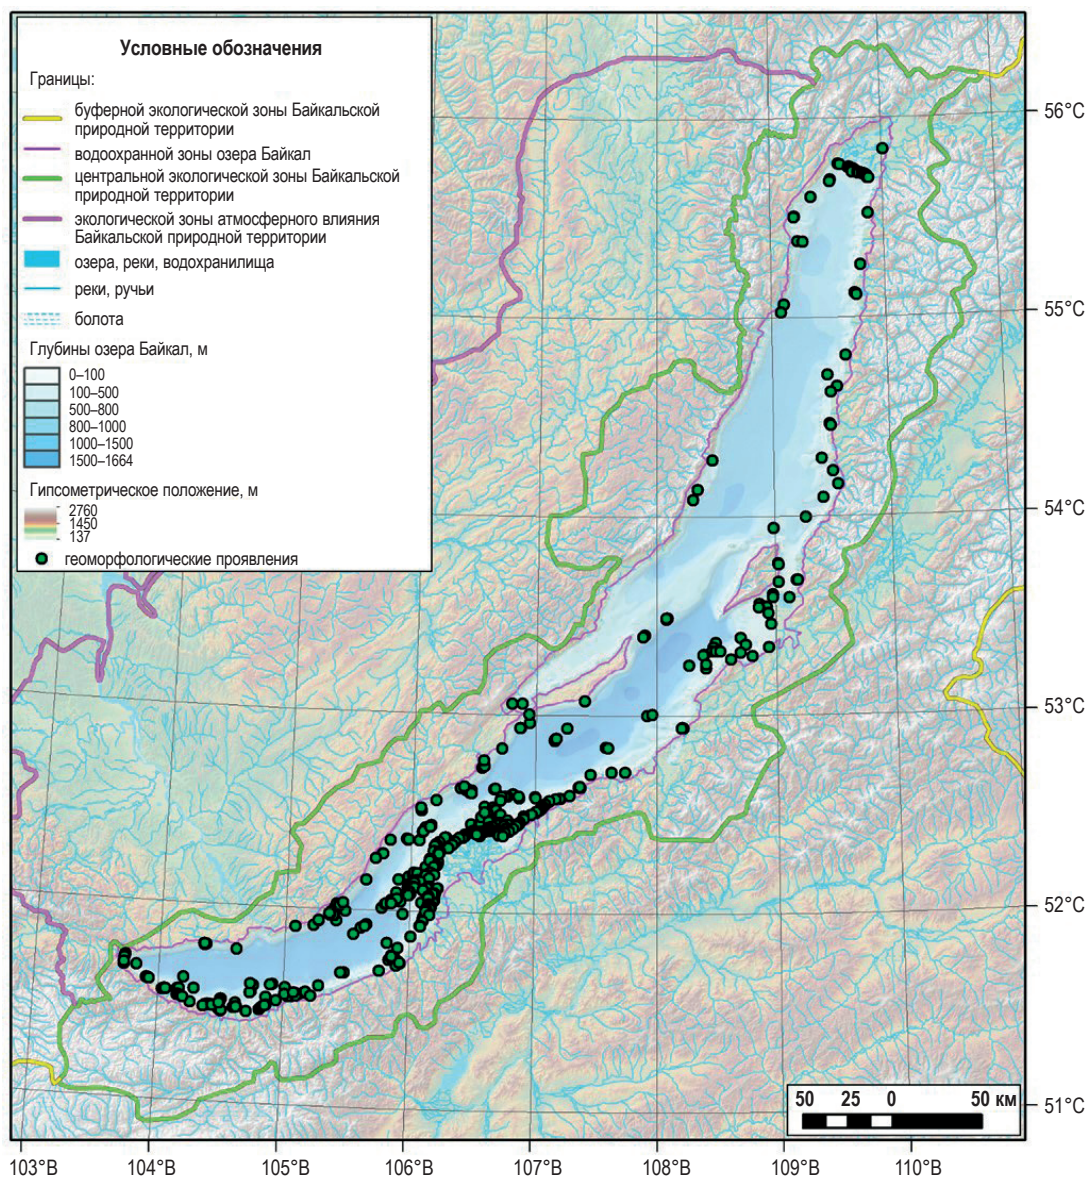 Условные обозначения
Границы:
буферной экологической зоны Байкальской
природной территории
водоохранной зоны озера Байкал
центральной экологической зоны Байкальской
природной территории
экологической зоны атмосферного влияния
Байкальской природной территории
озера, реки, водохранилища
реки, ручьи
болота
Глубины озера Байкал, м
0–100
100–500
500–800
800–1000
1000–1500
1500–1664
Гипсометрическое положение, м
2760
1450
137
геоморфологические проявления
56°С
55°С
54°С
53°С
52°С
51°С
50 25 0 50 км
103°В 104°В 105°В 106°В 107°В 108°В 109°В 110°В